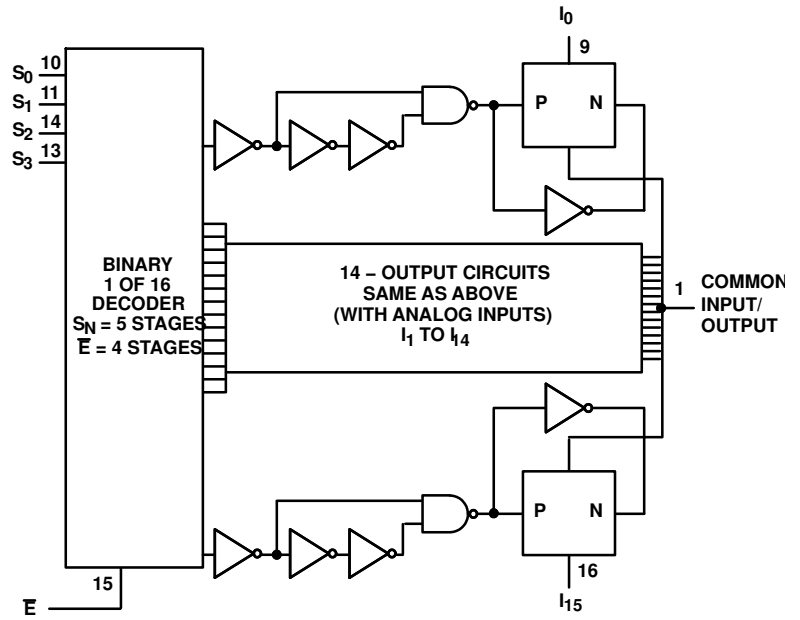 I0
9
P N
S0 10
S1 11
S2 14
S3 13
BINARY
1 OF 16
DECODER
SN = 5 STAGES
E̅ = 4 STAGES
14 – OUTPUT CIRCUITS
SAME AS ABOVE
(WITH ANALOG INPUTS)
I1 TO I14
1 COMMON
INPUT/
OUTPUT
P N
16
I15
15
E̅